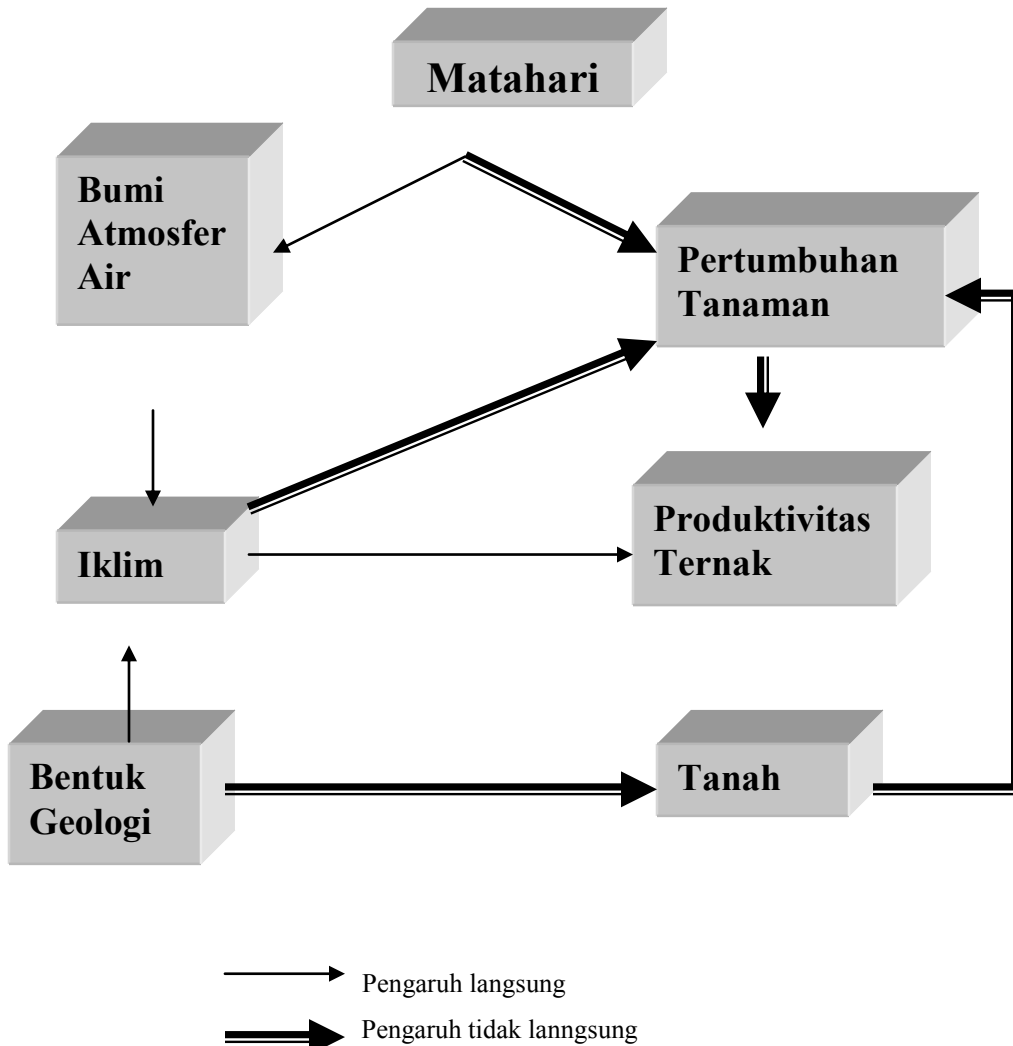 Matahari
Bumi
Atmosfer
Air
Pertumbuhan
Tanaman
Produktivitas
Ternak
Iklim
Bentuk
Geologi
Tanah
Pengaruh langsung
Pengaruh tidak lanngsung